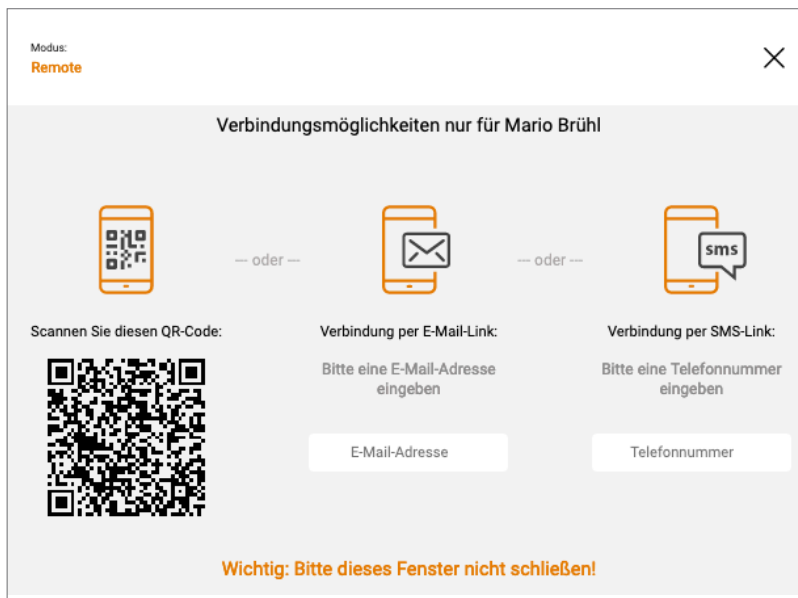 Modus:
Remote
Verbindungsmöglichkeiten nur für Mario Brühl
--- oder ---
--- oder ---
sms
Scannen Sie diesen QR-Code:
Verbindung per E-Mail-Link:
Bitte eine E-Mail-Adresse
eingeben
E-Mail-Adresse
Verbindung per SMS-Link:
Bitte eine Telefonnummer
eingeben
Telefonnummer
Wichtig: Bitte dieses Fenster nicht schließen!